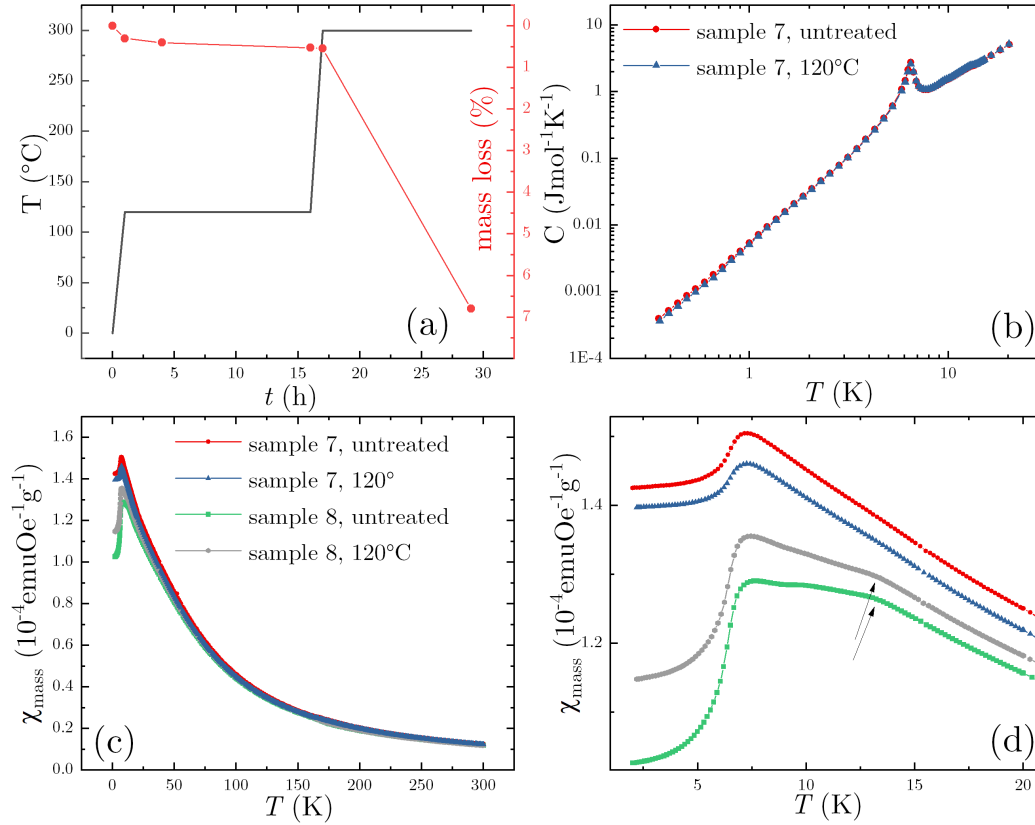 300
250
200
150
100
50
0
T (°C)
0 5 10 15 20 25 30
t (h)
0
1
2
3
4
5
6
7
mass loss (%)
(a)
10
1
0.1
0.01
0.001
1E-4
C (Jmol⁻¹K⁻¹)
sample 7, untreated
sample 7, 120°C
1 10
T (K)
(b)
1.6
1.4
1.2
1.0
0.8
0.6
0.4
0.2
0.0
χmass (10⁻⁴emuOe⁻¹g⁻¹)
sample 7, untreated
sample 7, 120°
sample 8, untreated
sample 8, 120°C
(c)
0 50 100 150 200 250 300
T (K)
1.4
1.2
χmass (10⁻⁴emuOe⁻¹g⁻¹)
(d)
5 10 15 20
T (K)